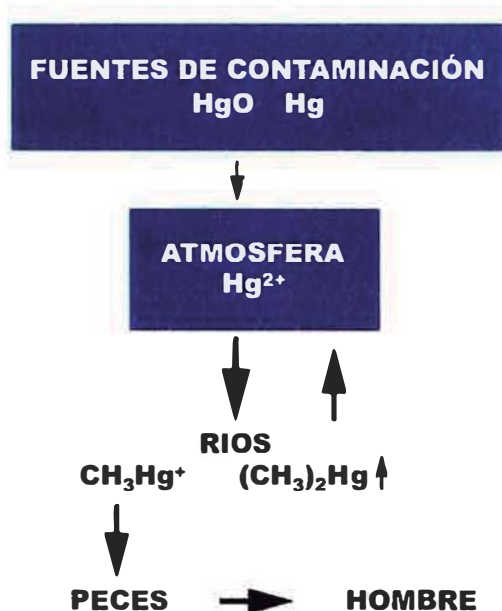 FUENTES DE CONTAMINACIÓN
HgO Hg
ATMOSFERA
Hg²⁺
RIOS
CH₃Hg⁺ (CH₃)₂Hg
PECES HOMBRE